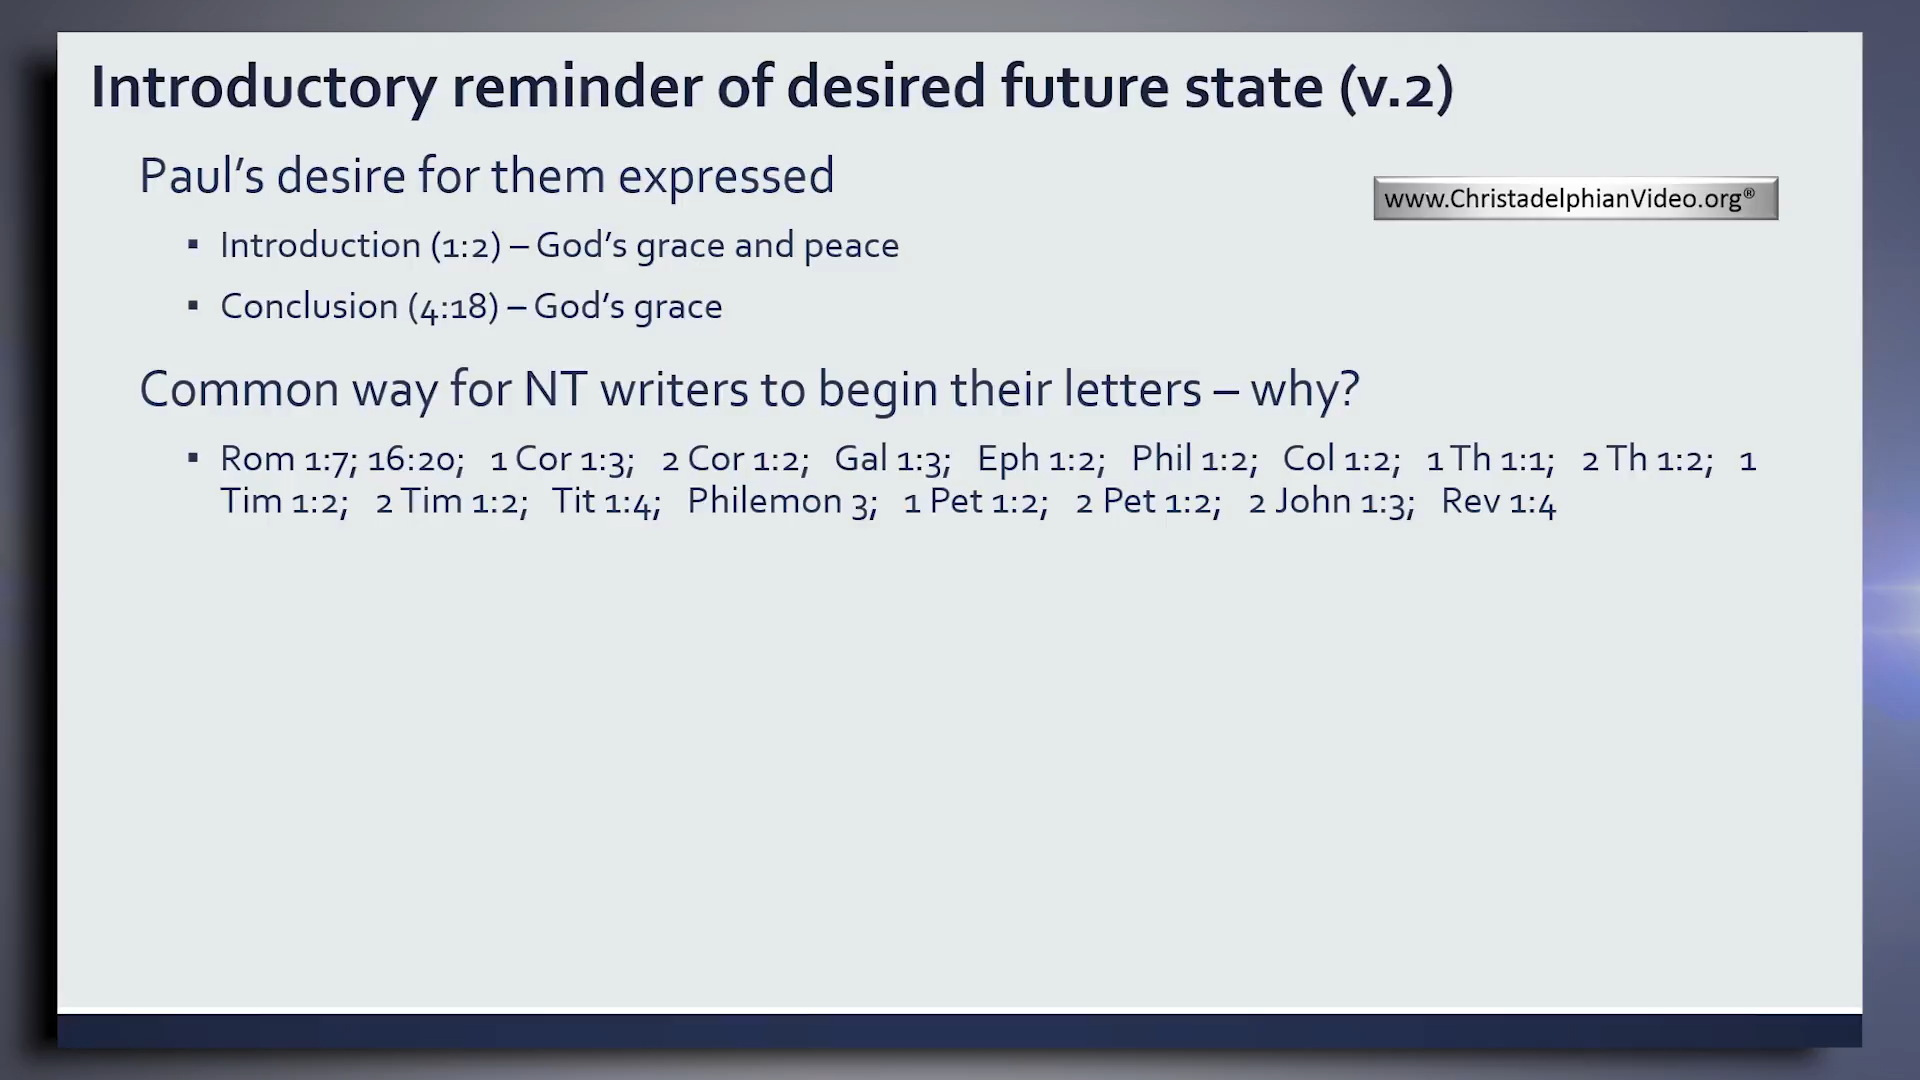 Introductory reminder of desired future state (v.2)
Paul’s desire for them expressed
www.ChristadelphianVideo.org®
▪ Introduction (1:2) – God’s grace and peace
▪ Conclusion (4:18) – God’s grace
Common way for NT writers to begin their letters – why?
▪ Rom 1:7; 16:20; 1 Cor 1:3; 2 Cor 1:2; Gal 1:3; Eph 1:2; Phil 1:2; Col 1:2; 1 Th 1:1; 2 Th 1:2; 1
Tim 1:2; 2 Tim 1:2; Tit 1:4; Philemon 3; 1 Pet 1:2; 2 Pet 1:2; 2 John 1:3; Rev 1:4